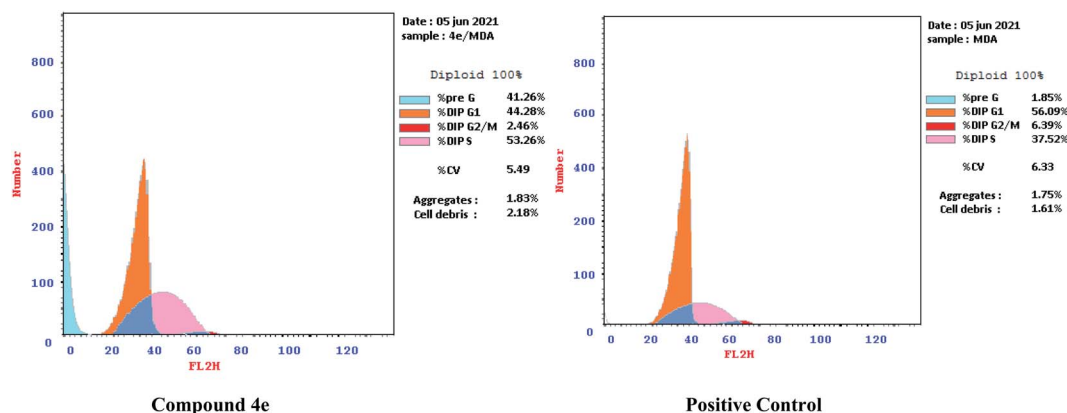 Date : 05 jun 2021
sample : 4e/MDA
Diploid 100%
%pre G 41.26%
%DIP G1 44.28%
%DIP G2/M 2.46%
%DIP S 53.26%
%CV 5.49
Aggregates : 1.83%
Cell debris : 2.18%
Number
800
600
400
200
100
0
0 20 40 60 80 100 120
FL2H
Compound 4e
Date : 05 jun 2021
sample : MDA
Diploid 100%
%pre G 1.85%
%DIP G1 56.09%
%DIP G2/M 6.39%
%DIP S 37.52%
%CV 6.33
Aggregates : 1.75%
Cell debris : 1.61%
Number
800
600
400
200
100
0
0 20 40 60 80 100 120
FL2H
Positive Control